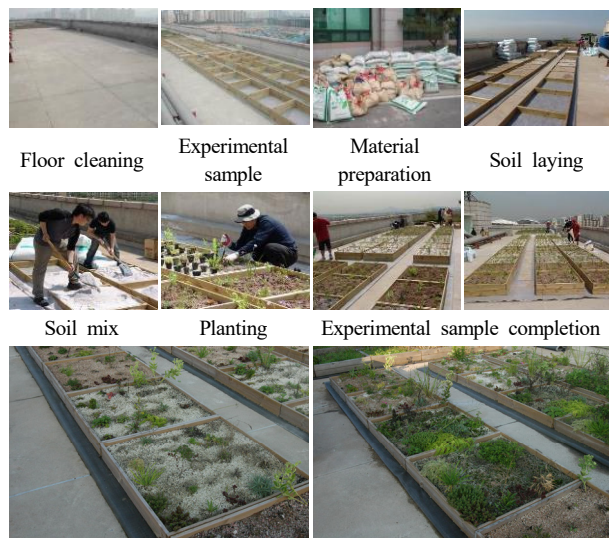 Floor cleaning
Experimental
sample
Material
preparation
Soil laying
Soil mix
Planting
Experimental sample completion